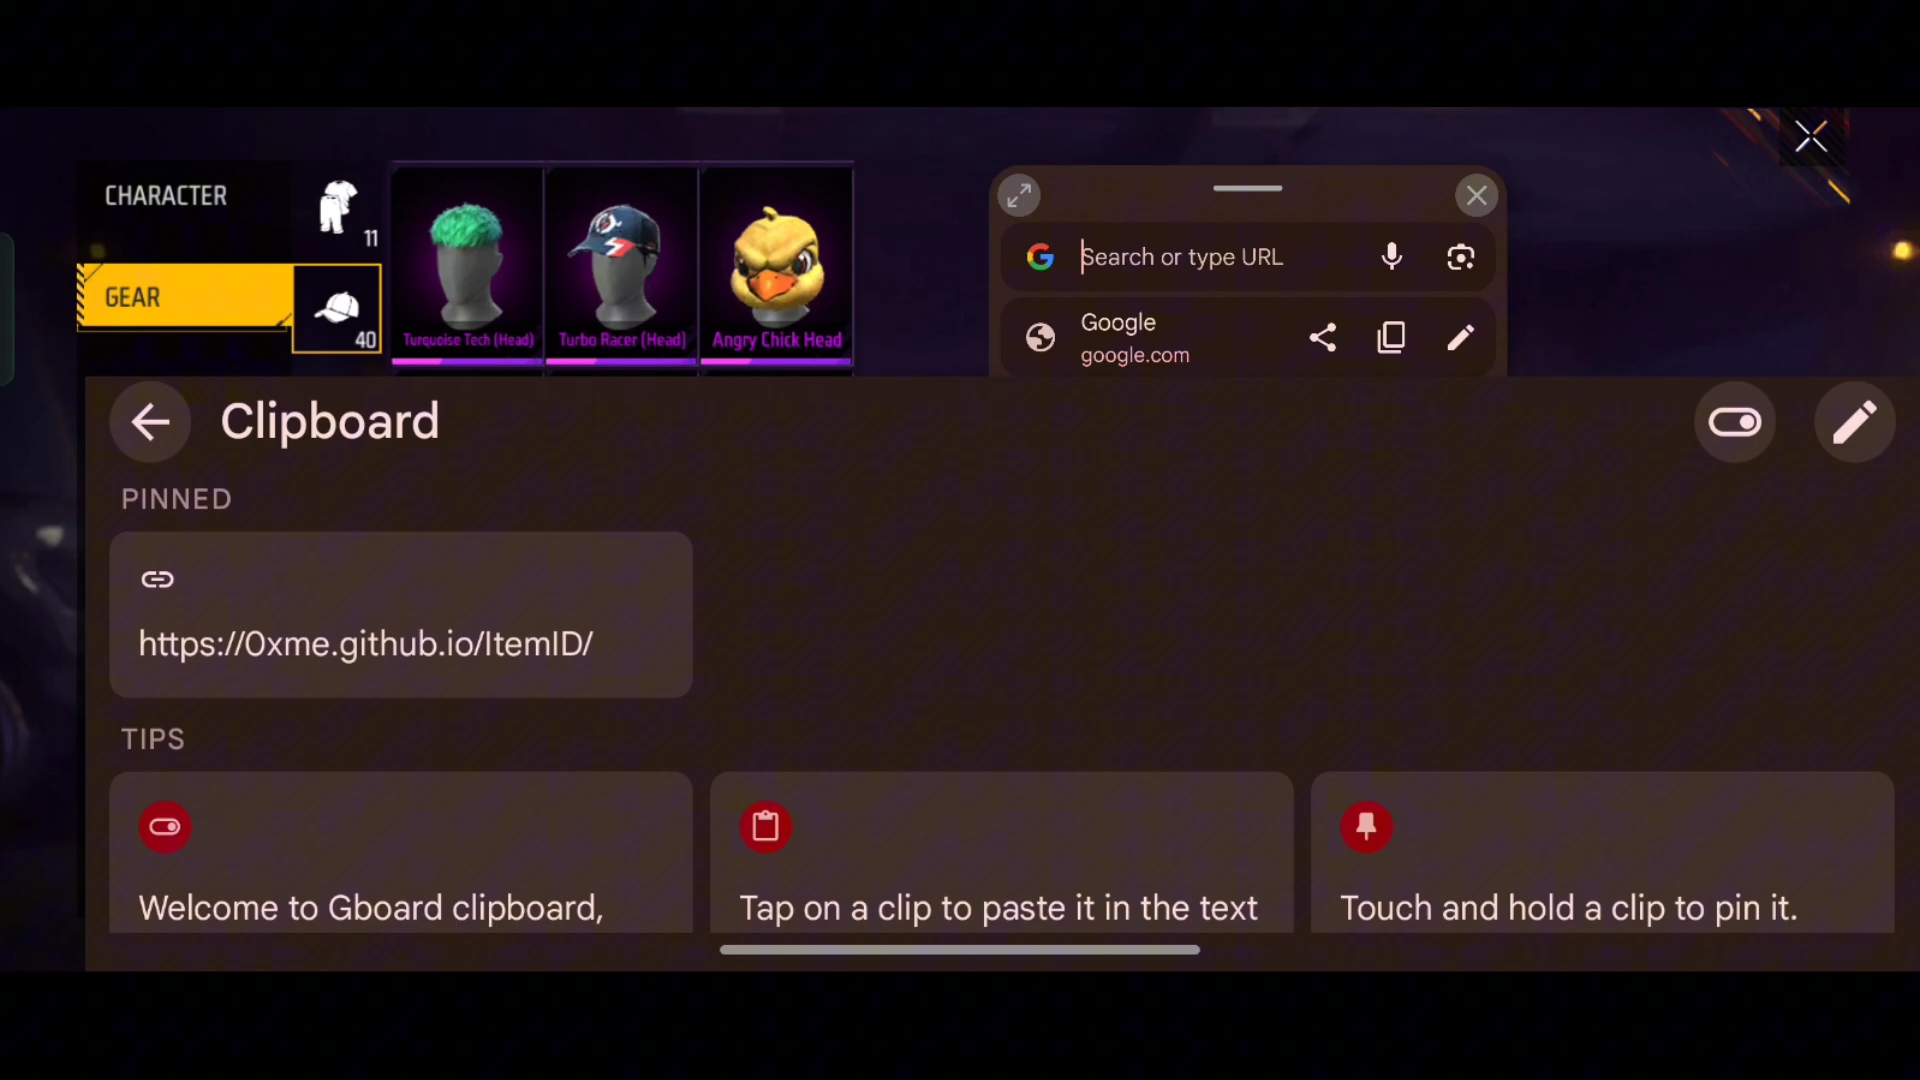 CHARACTER
11
GEAR
40
Turquoise Tech (Head)
Turbo Racer (Head)
Angry Chick Head
Search or type URL
Google
google.com
Clipboard
PINNED
https://0xme.github.io/ItemID/
TIPS
Welcome to Gboard clipboard,
Tap on a clip to paste it in the text
Touch and hold a clip to pin it.